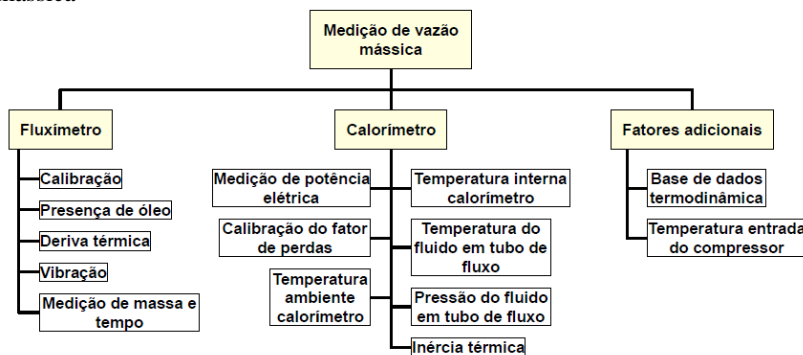 Medição de vazão
mássica
Fluxímetro
Calorímetro
Fatores adicionais
Calibração
Presença de óleo
Deriva térmica
Vibração
Medição de massa e
tempo
Medição de potência
elétrica
Calibração do fator
de perdas
Temperatura
ambiente
calorímetro
Temperatura interna
calorímetro
Temperatura do
fluido em tubo de
fluxo
Pressão do fluido
em tubo de fluxo
Inércia térmica
Base de dados
termodinâmica
Temperatura entrada
do compressor